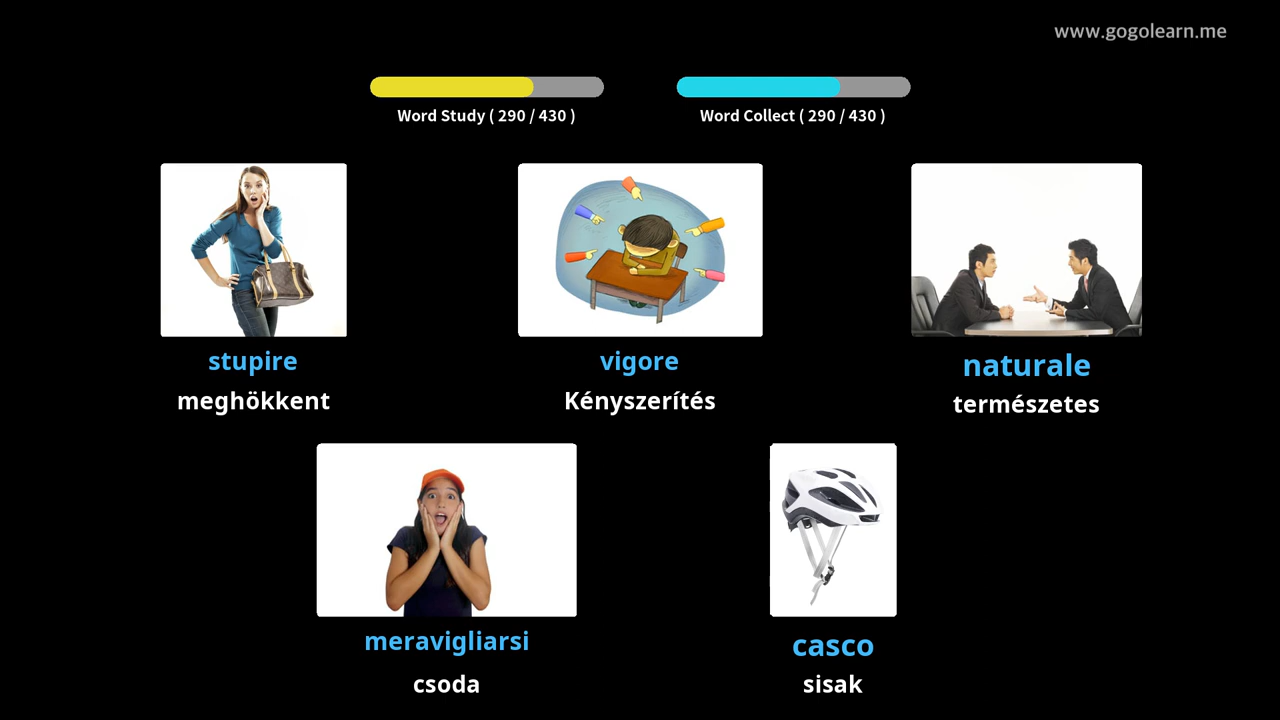 www.gogolearn.me
Word Study ( 290 / 430 )
Word Collect ( 290 / 430 )
stupire
meghökkent
vigore
Kényszerítés
naturale
természetes
meravigliarsi
csoda
casco
sisak